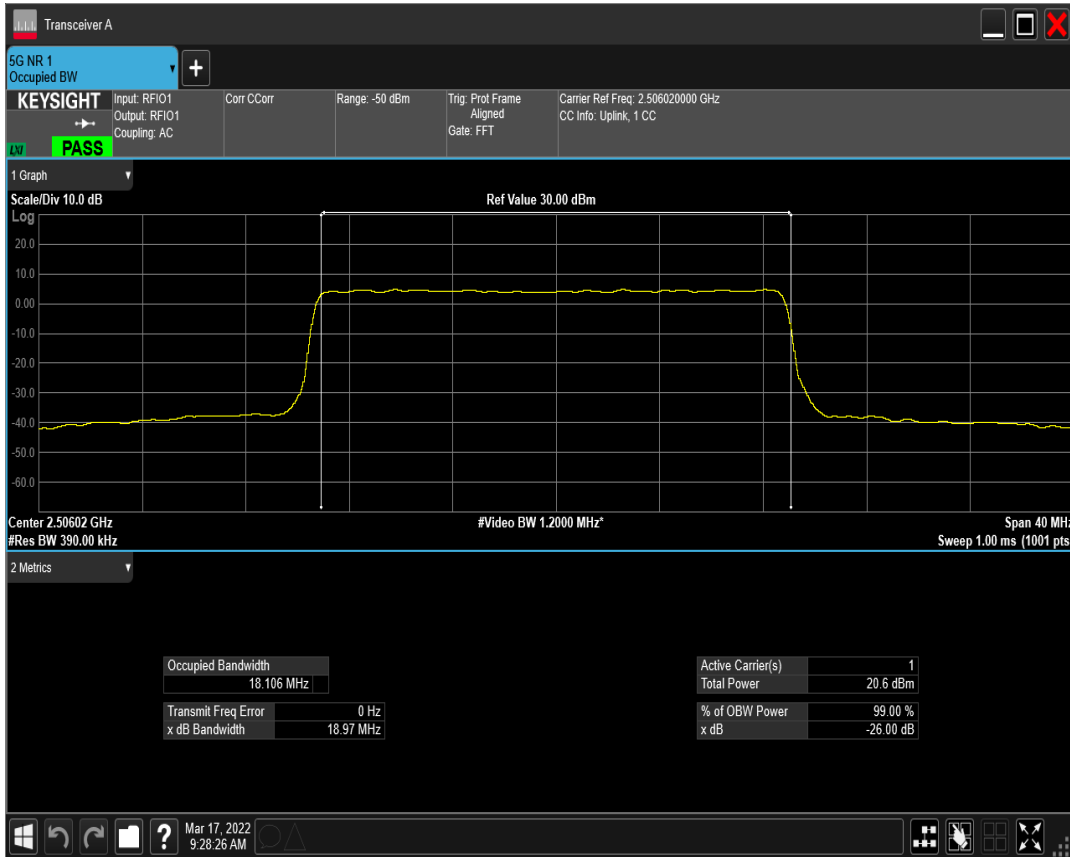 Transceiver A
5G NR 1
Occupied BW
KEYSIGHT
LXI
PASS
Input: RFIO1
Output: RFIO1
Coupling: AC
Corr CCorr
Range: -50 dBm
Trig: Prot Frame
Aligned
Gate: FFT
Carrier Ref Freq: 2.506020000 GHz
CC Info: Uplink, 1 CC
1 Graph
Scale/Div 10.0 dB
Ref Value 30.00 dBm
Log
20.0
10.0
0.00
-10.0
-20.0
-30.0
-40.0
-50.0
-60.0
Center 2.50602 GHz
#Video BW 1.2000 MHz*
Span 40 MHz
#Res BW 390.00 kHz
Sweep 1.00 ms (1001 pts
2 Metrics
Occupied Bandwidth
18.106 MHz
Transmit Freq Error 0 Hz
x dB Bandwidth 18.97 MHz
Active Carrier(s) 1
Total Power 20.6 dBm
% of OBW Power 99.00 %
x dB -26.00 dB
?
Mar 17, 2022
9:28:26 AM